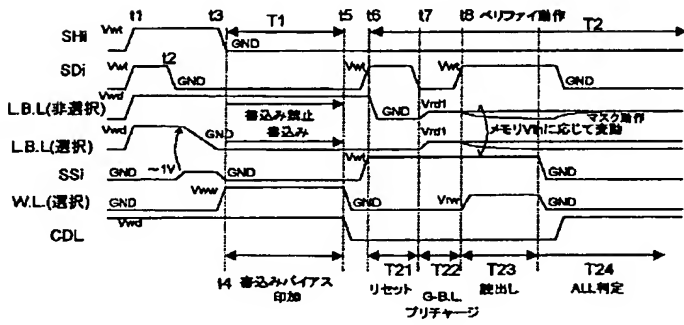 t1 t3 T1 t5 t6 t7 t8 ベリファイ動作 T2
SHi Vwt GND
SDi Vwt t2 GND Vwt Vwt GND
L.B.L(非選択) Vwd 書込み禁止 GND Vrd1 マスク動作
L.B.L(選択) Vwd GND 書込み Vrd1 メモリVthに応じて変動
SSi GND ~1V GND Vwt GND
W.L.(選択) GND Vww GND Vrw GND
CDL Vwd
t4 書込みバイアス印加 T21 T22 T23 T24
リセット G-B.L.プリチャージ 読出し ALL判定